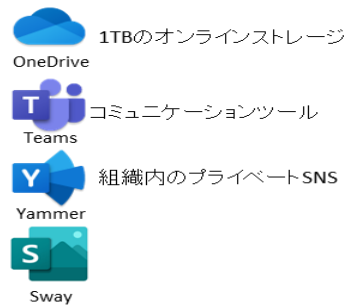 1TBのオンラインストレージ
OneDrive
T
コミュニケーションツール
Teams
Y
組織内のプライベートSNS
Yammer
S
Sway